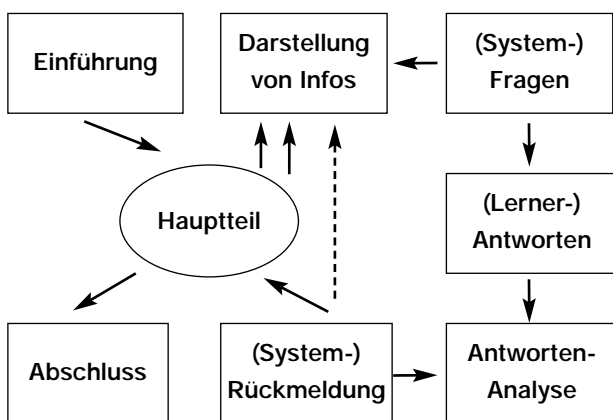 Einführung
Darstellung
von Infos
(System-)
Fragen
Hauptteil
(Lerner-)
Antworten
Abschluss
(System-)
Rückmeldung
Antworten-
Analyse